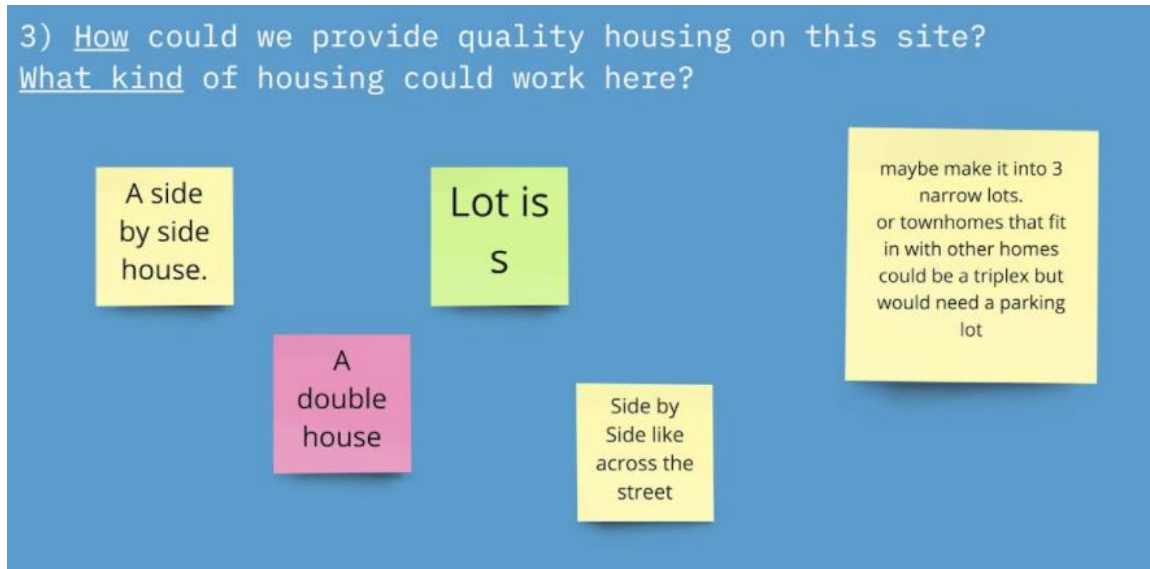 3) How could we provide quality housing on this site?
What kind of housing could work here?
A side
by side
house.
Lot is
s
maybe make it into 3
narrow lots.
or townhomes that fit
in with other homes
could be a triplex but
would need a parking
lot
A
double
house
Side by
Side like
across the
street